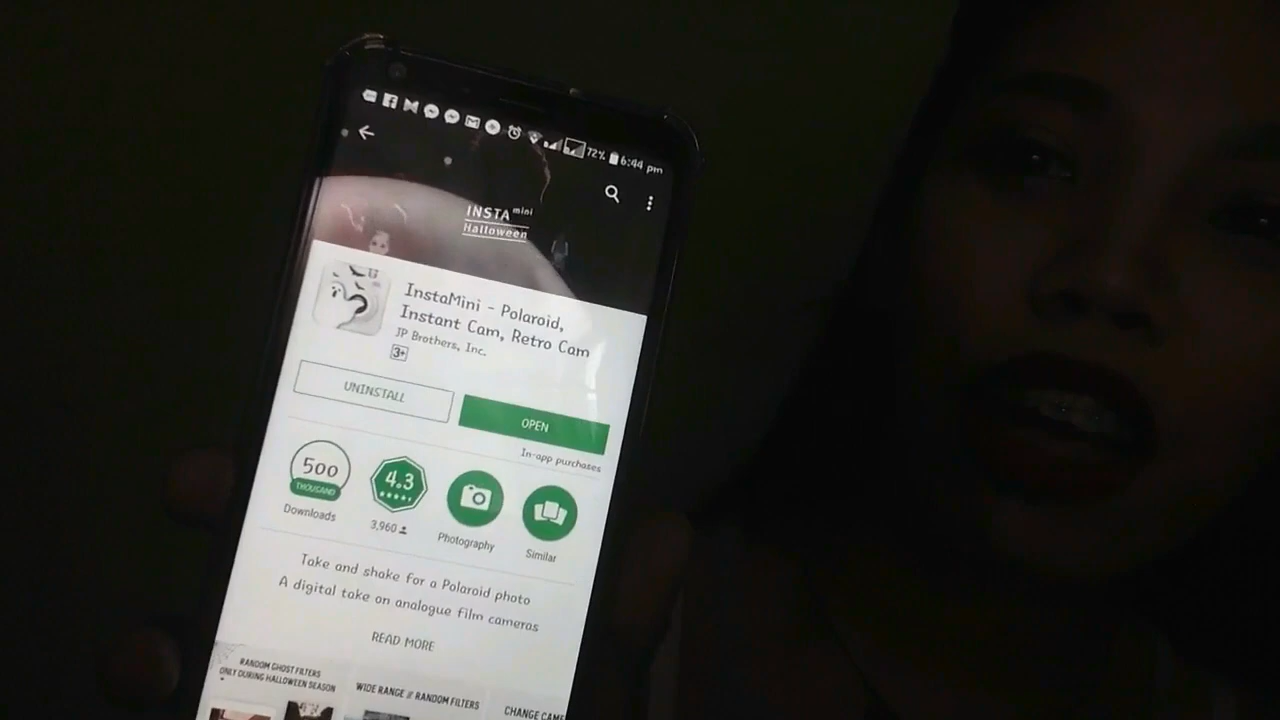 72% 6:44 pm
INSTA mini
Halloween
InstaMini - Polaroid,
Instant Cam, Retro Cam
JP Brothers, Inc.
3+
UNINSTALL
OPEN
In-app purchases
500
THOUSAND
Downloads
4.3
3,960
Photography
Similar
Take and shake for a Polaroid photo
A digital take on analogue film cameras
READ MORE
RANDOM GHOST FILTERS
ONLY DURING HALLOWEEN SEASON
WIDE RANGE of RANDOM FILTERS
CHANGE CAME